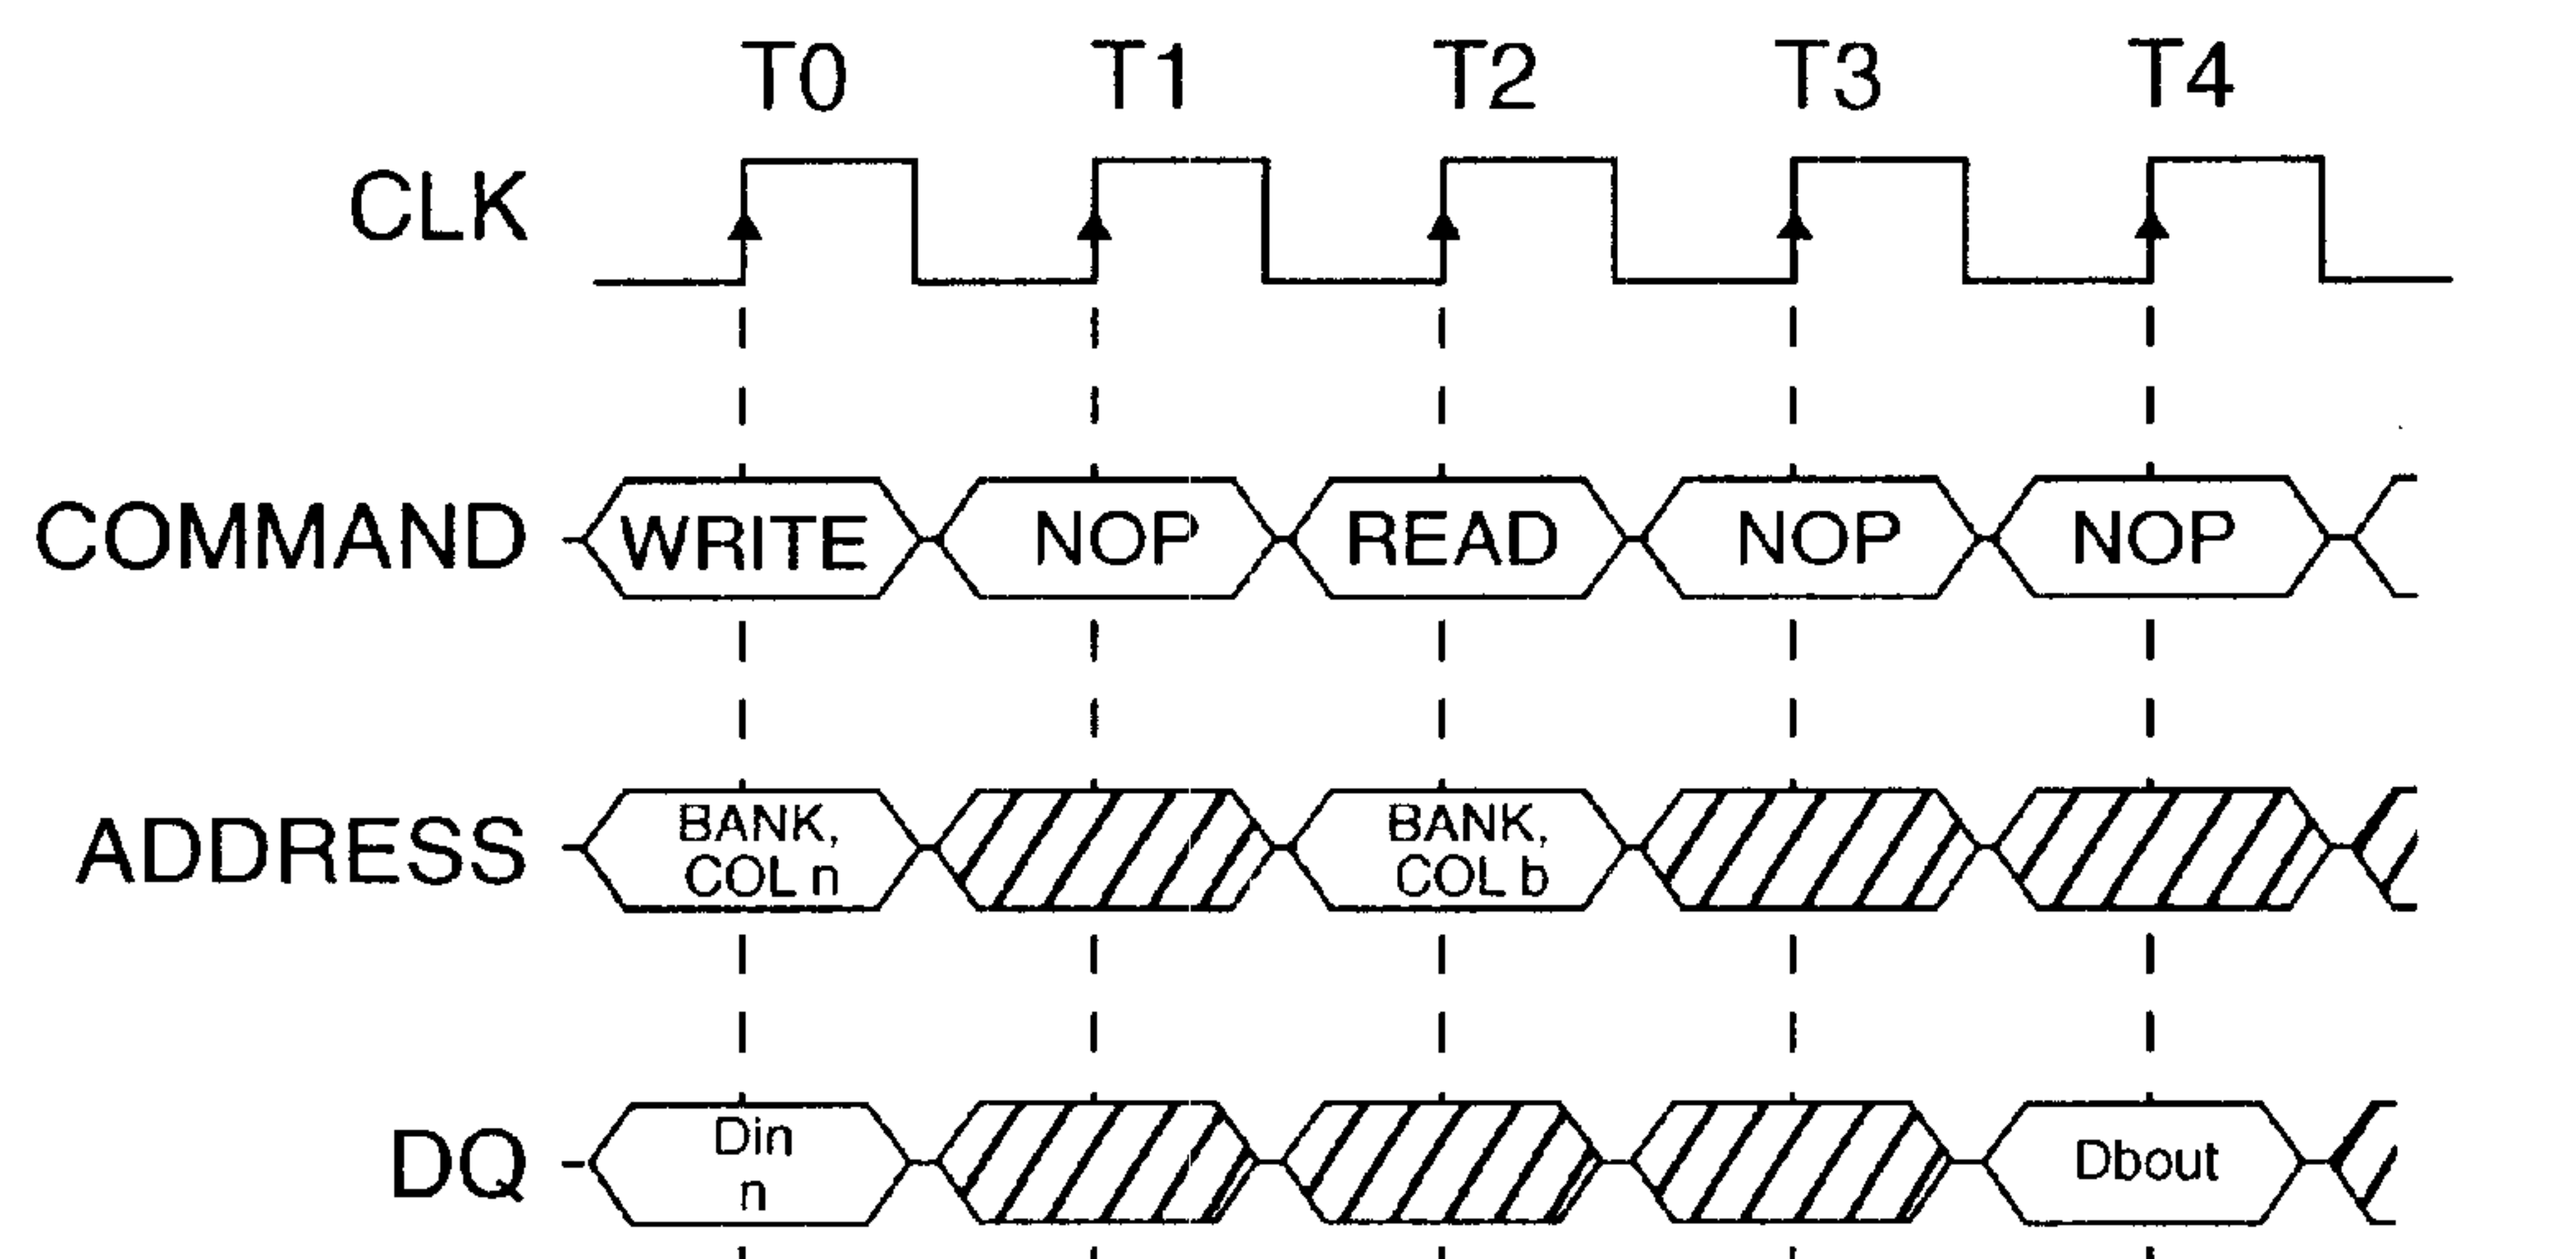 T0 T1 T2 T3 T4
CLK
COMMAND WRITE NOP READ NOP NOP
ADDRESS BANK, COL n BANK, COL b
DQ Din n Dbout